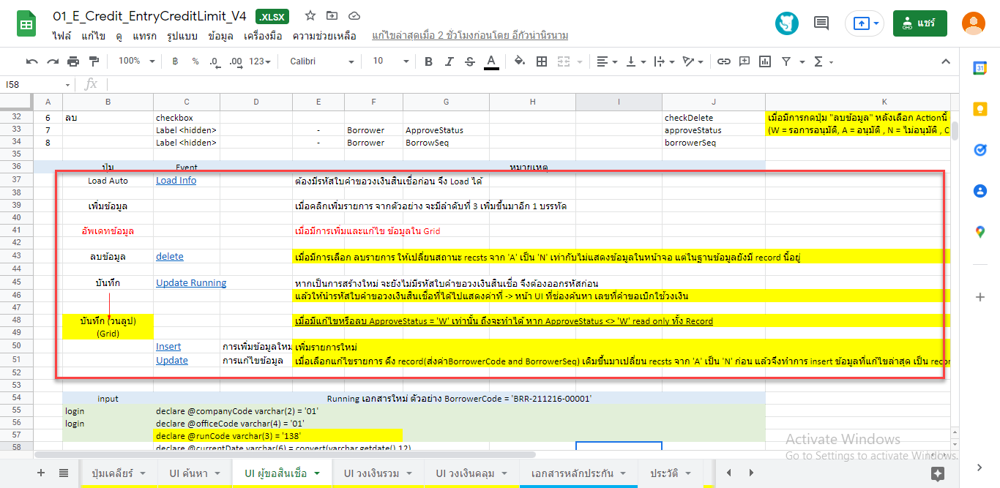 01_E_Credit_EntryCreditLimit_V4 .XLSX
ไฟล์ แก้ไข ดู แทรก รูปแบบ ข้อมูล เครื่องมือ ความช่วยเหลือ แก้ไขล่าสุดเมื่อ 2 ชั่วโมงก่อนโดย อีกัวน่านิรนาม
แชร์
100% ฿ % .0 .00 123 Calibri 10 B I S A Σ
31
I58 fx
A B C D E F G H I J K
32 6 ลบ checkbox checkDelete เมื่อมีการกดปุ่ม "ลบข้อมูล" หลังเลือก Actionนี้
33 7 Label <hidden> - Borrower ApproveStatus approveStatus (W = รอการอนุมัติ, A = อนุมัติ , N = ไม่อนุมัติ , C
34 8 Label <hidden> - Borrower BorrowSeq borrowerSeq
35
36 ปุ่ม Event หมายเหตุ
37 Load Auto Load Info ต้องมีรหัสใบคำขอวงเงินสินเชื่อก่อน จึง Load ได้
38
39 เพิ่มข้อมูล เมื่อคลิกเพิ่มรายการ จากตัวอย่าง จะมีลำดับที่ 3 เพิ่มขึ้นมาอีก 1 บรรทัด
40
41 อัพเดทข้อมูล เมื่อมีการเพิ่มและแก้ไข ข้อมูลใน Grid
42
43 ลบข้อมูล delete เมื่อมีการเลือก ลบรายการ ให้เปลี่ยนสถานะ recsts จาก 'A' เป็น 'N' เท่ากับไม่แสดงข้อมูลในหน้าจอ แต่ในฐานข้อมูลยังมี record นี้อยู่
44
45 บันทึก Update Running หากเป็นการสร้างใหม่ จะยังไม่มีรหัสใบคำขอวงเงินสินเชื่อ จึงต้องออกรหัสก่อน
46 แล้วให้นำรหัสใบคำขอวงเงินสินเชื่อที่ได้ไปแสดงค่าที่ -> หน้า UI ที่ช่องค้นหา เลขที่คำขอเบิกใช้วงเงิน
47
48 บันทึก (วนลูป) เมื่อมีแก้ไขหรือลบ ApproveStatus = 'W' เท่านั้น ถึงจะทำได้ หาก ApproveStatus <> 'W' read only ทั้ง Record
49 (Grid)
50 Insert การเพิ่มข้อมูลใหม เพิ่มรายการใหม่
51 Update การแก้ไขข้อมูล เมื่อเลือกแก้ไขรายการ ดึง record(ส่งค่าBorrowerCode and BorrowerSeq) เดิมขึ้นมาเปลี่ยน recsts จาก 'A' เป็น 'N' ก่อน แล้วจึงทำการ insert ข้อมูลที่แก้ไขล่าสุด เป็น recor
52
53
54 input Running เอกสารใหม่ ตัวอย่าง BorrowerCode = 'BRR-211216-00001'
55 login declare @companyCode varchar(2) = '01'
56 login declare @officeCode varchar(4) = '01'
57 declare @runCode varchar(3) = '138'
58 declare @currentDate varchar(6) = convert(varchar,getdate(),12)
Activate Windows
Go to Settings to activate Windows.
ปุ่มเคลียร์ UI ค้นหา UI ผู้ขอสินเชื่อ UI วงเงินรวม UI วงเงินคลุม เอกสารหลักประกัน ประวัติ